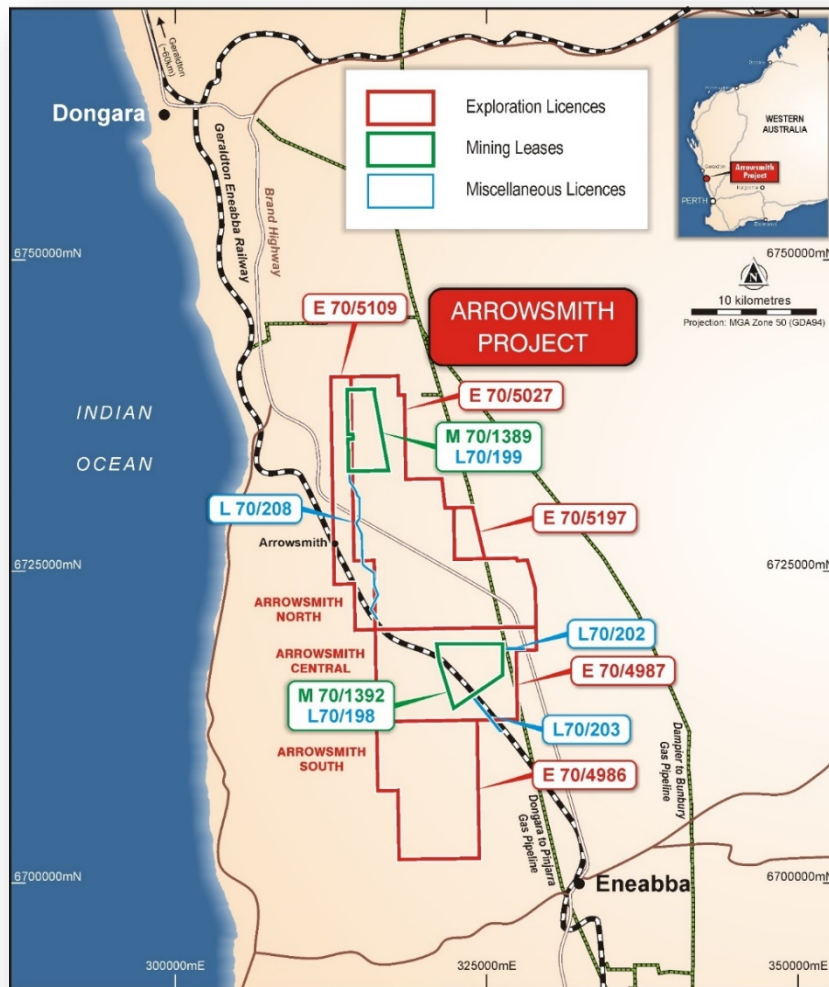 Geraldton
(~60km)
Dongara
Geraldton Eneabba Railway
Brand Highway
Exploration Licences
Mining Leases
Miscellaneous Licences
WESTERN
AUSTRALIA
Arrowsmith
Project
PERTH
6750000mN
6750000mN
N
10 kilometres
Projection: MGA Zone 50 (GDA94)
E 70/5109
ARROWSMITH
PROJECT
E 70/5027
INDIAN
OCEAN
M 70/1389
L70/199
L 70/208
E 70/5197
Arrowsmith
6725000mN
6725000mN
ARROWSMITH
NORTH
L70/202
ARROWSMITH
CENTRAL
E 70/4987
M 70/1392
L70/198
L70/203
ARROWSMITH
SOUTH
E 70/4986
Dongara to Pinjarra
Gas Pipeline
Dampier to Bunbury
Gas Pipeline
6700000mN
6700000mN
Eneabba
300000mE
325000mE
350000mE